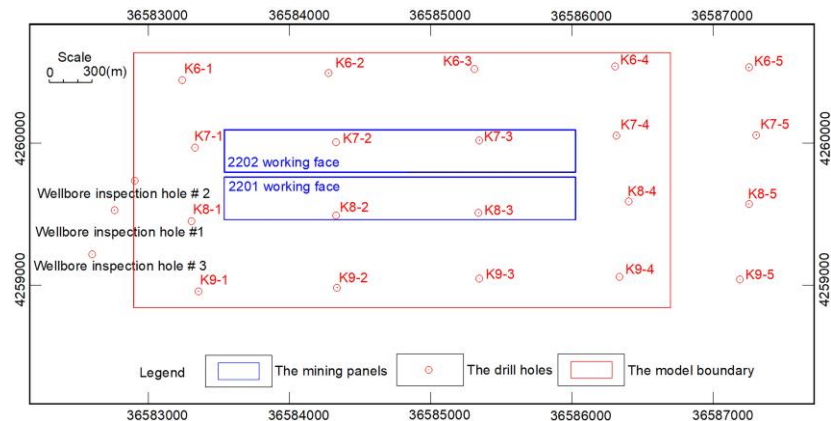 36583000 36584000 36585000 36586000 36587000
Scale
0 300(m)
K6-1 K6-2 K6-3 K6-4 K6-5
4260000 4260000
K7-1 K7-2 K7-3 K7-4 K7-5
2202 working face
2201 working face
Wellbore inspection hole # 2
K8-1 K8-2 K8-3 K8-4 K8-5
Wellbore inspection hole #1
Wellbore inspection hole # 3
4259000 4259000
K9-1 K9-2 K9-3 K9-4 K9-5
Legend The mining panels The drill holes The model boundary
36583000 36584000 36585000 36586000 36587000